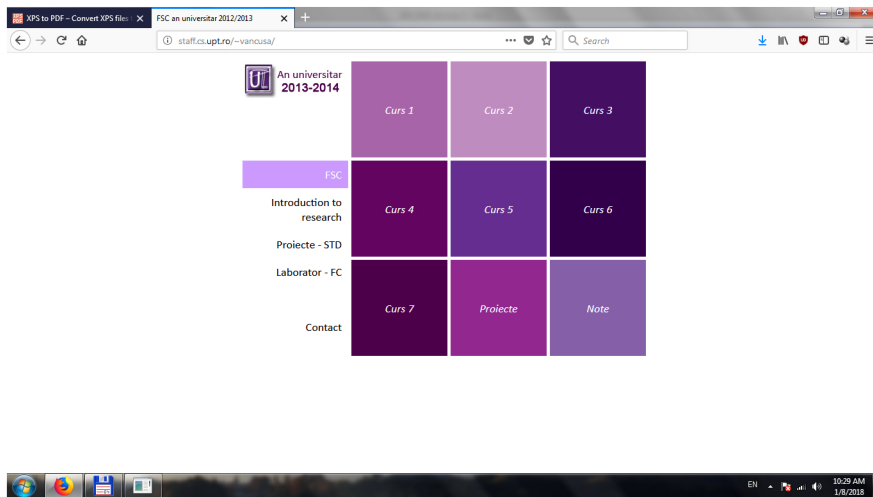 XPS to PDF – Convert XPS files
FSC an universitar 2012/2013
staff.cs.upt.ro/~vancusa/
Search
An universitar
2013-2014
Curs 1
Curs 2
Curs 3
FSC
Introduction to
research
Proiecte - STD
Laborator - FC
Contact
Curs 4
Curs 5
Curs 6
Curs 7
Proiecte
Note
EN
10:29 AM
1/8/2018